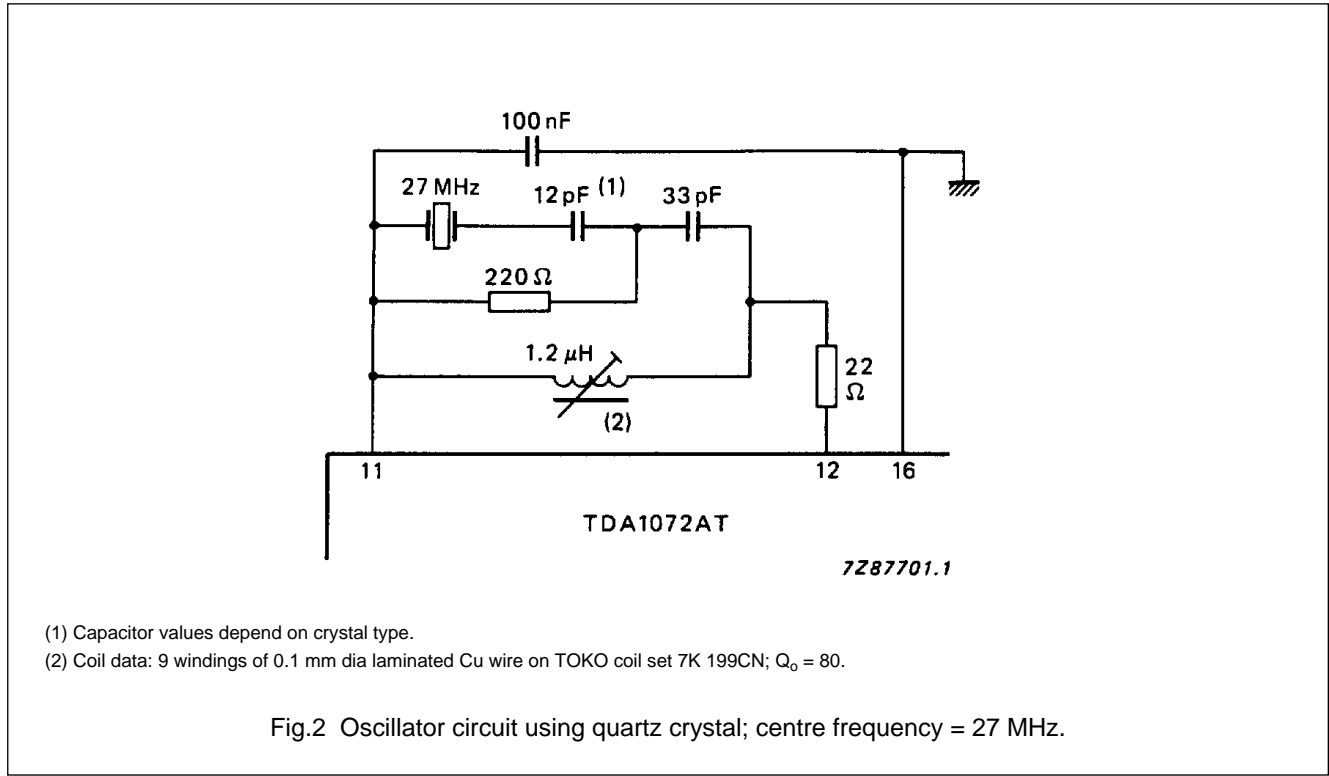 100 nF
27 MHz
12 pF (1)
33 pF
220 Ω
1.2 μH
(2)
22
Ω
11
12
16
TDA1072AT
7Z87701.1
(1) Capacitor values depend on crystal type.
(2) Coil data: 9 windings of 0.1 mm dia laminated Cu wire on TOKO coil set 7K 199CN; Qo = 80.
Fig.2 Oscillator circuit using quartz crystal; centre frequency = 27 MHz.